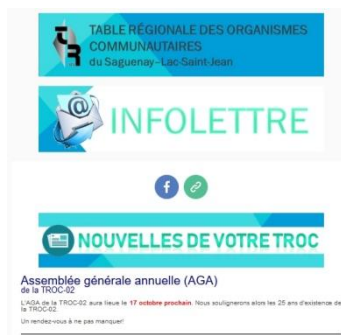 TABLE RÉGIONALE DES ORGANISMES
COMMUNAUTAIRES
du Saguenay-Lac-Saint-Jean
INFOLETTRE
NOUVELLES DE VOTRE TROC
Assemblée générale annuelle (AGA)
de la TROC-02
L'AGA de la TROC-02 aura lieue le 17 octobre prochain. Nous soulignerons alors les 25 ans d'existence de
la TROC-02.
Un rendez-vous à ne pas manquer!